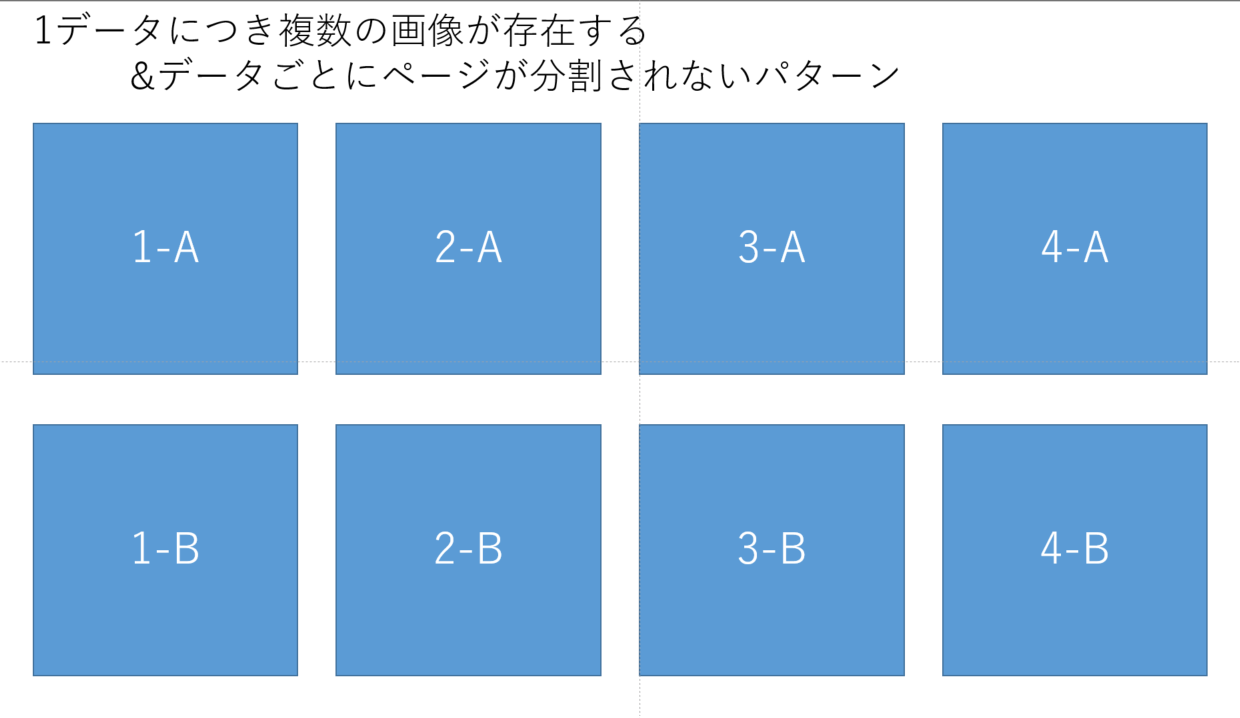 1データにつき複数の画像が存在する
&データごとにページが分割されないパターン
1-A
2-A
3-A
4-A
1-B
2-B
3-B
4-B